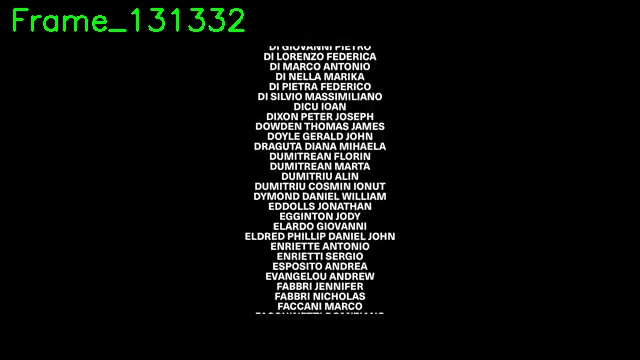 Frame_131332
DI GIOVANNI PIETRO
DI LORENZO FEDERICA
DI MARCO ANTONIO
DI NELLA MARIKA
DI PIETRA FEDERICO
DI SILVIO MASSIMILIANO
DICU IOAN
DIXON PETER JOSEPH
DOWDEN THOMAS JAMES
DOYLE GERALD JOHN
DRAGUTA DIANA MIHAELA
DUMITREAN FLORIN
DUMITREAN MARTA
DUMITRIU ALIN
DUMITRIU COSMIN IONUT
DYMOND DANIEL WILLIAM
EDDOLLS JONATHAN
EGGINTON JODY
ELARDO GIOVANNI
ELDRED PHILLIP DANIEL JOHN
ENRIETTE ANTONIO
ENRIETTI SERGIO
ESPOSITO ANDREA
EVANGELOU ANDREW
FABBRI JENNIFER
FABBRI NICHOLAS
FACCANI MARCO